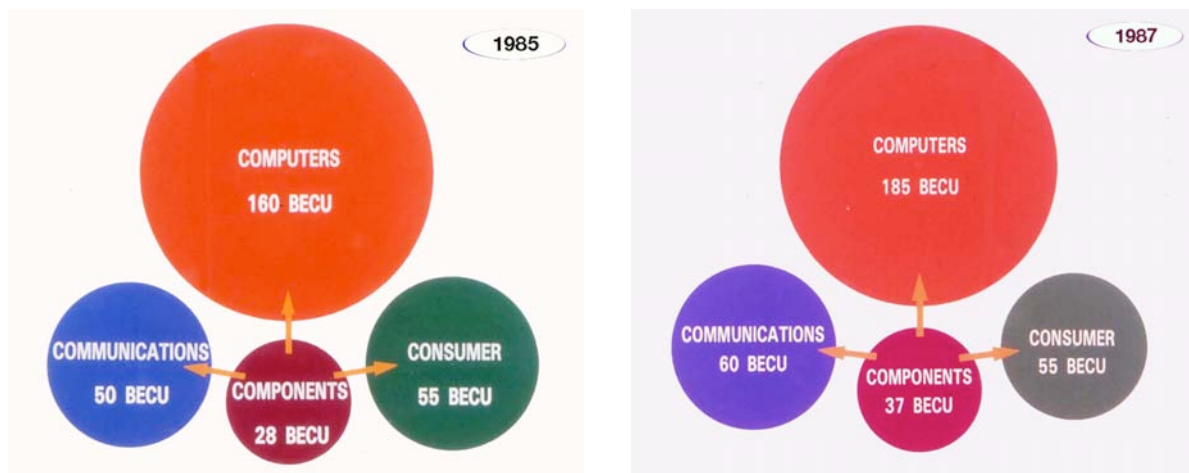 1985
COMPUTERS
160 BECU
COMMUNICATIONS
50 BECU
COMPONENTS
28 BECU
CONSUMER
55 BECU
1987
COMPUTERS
185 BECU
COMMUNICATIONS
60 BECU
COMPONENTS
37 BECU
CONSUMER
55 BECU